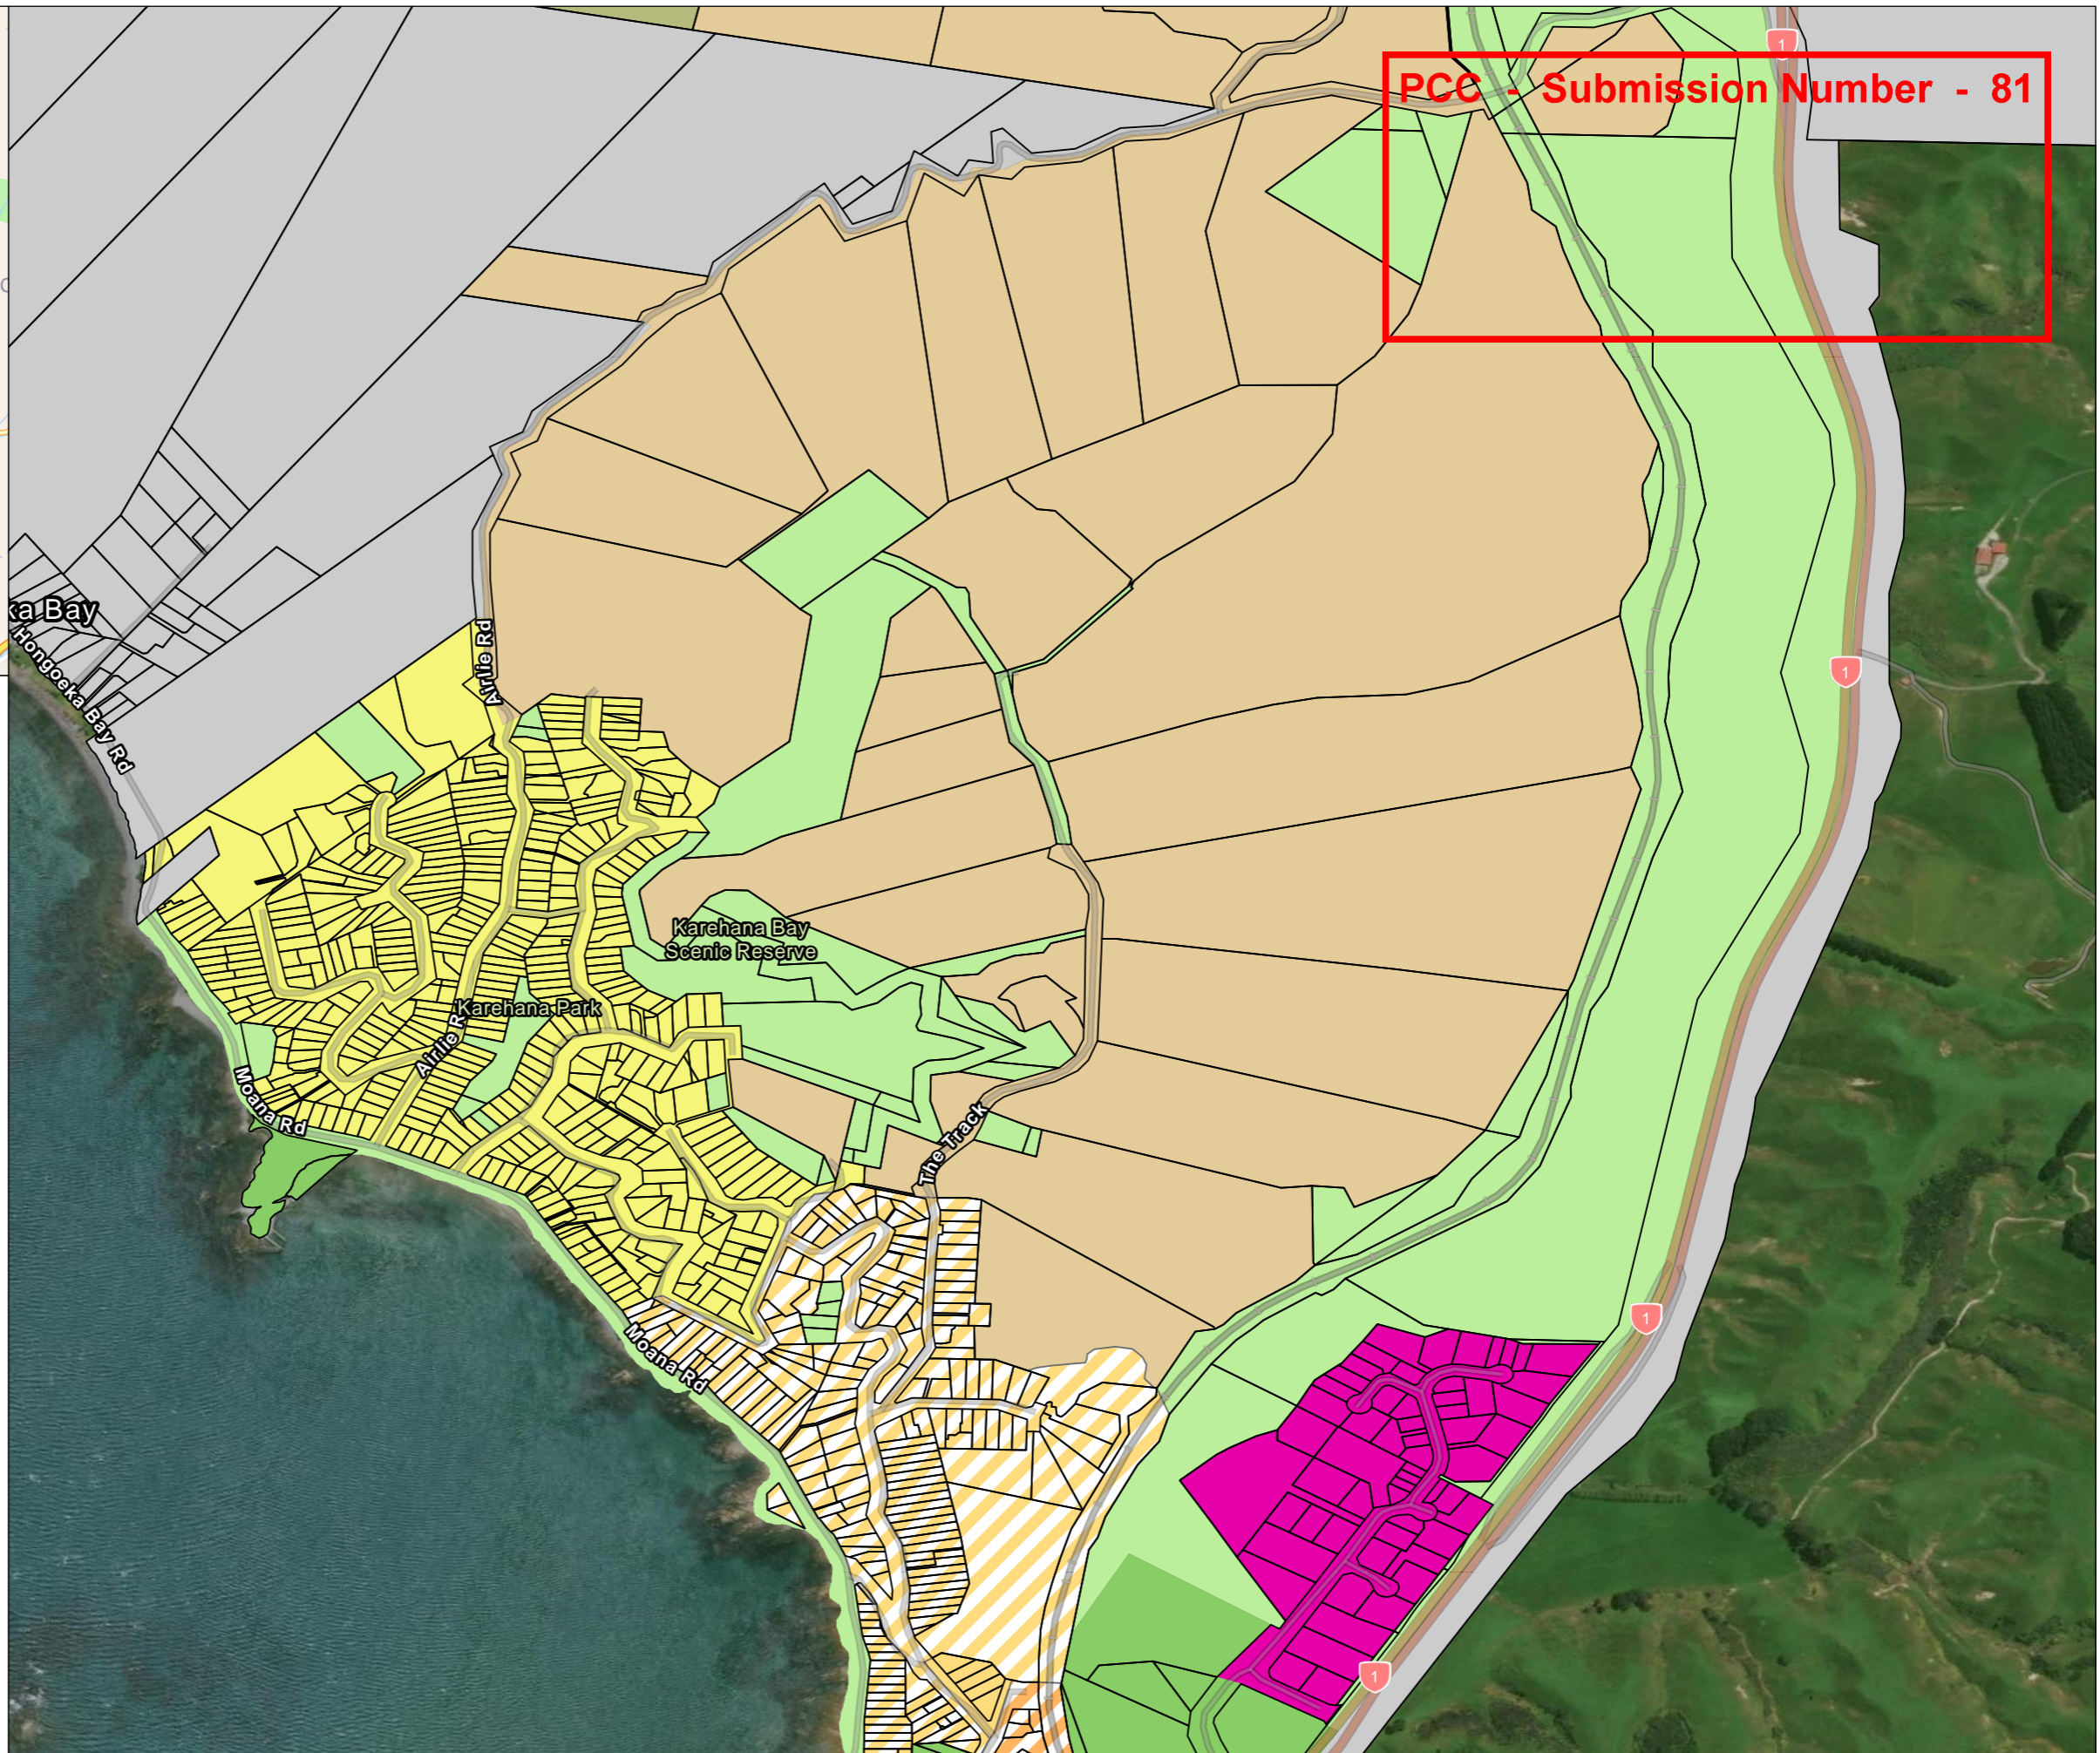 1
PCC - Submission Number - 81
ka Bay
Hongoeka Bay Rd
Airlie Rd
1
Karehana Bay
Scenic Reserve
Karehana Park
Airlie R
Moana Rd
The Track
1
Moana Rd
1